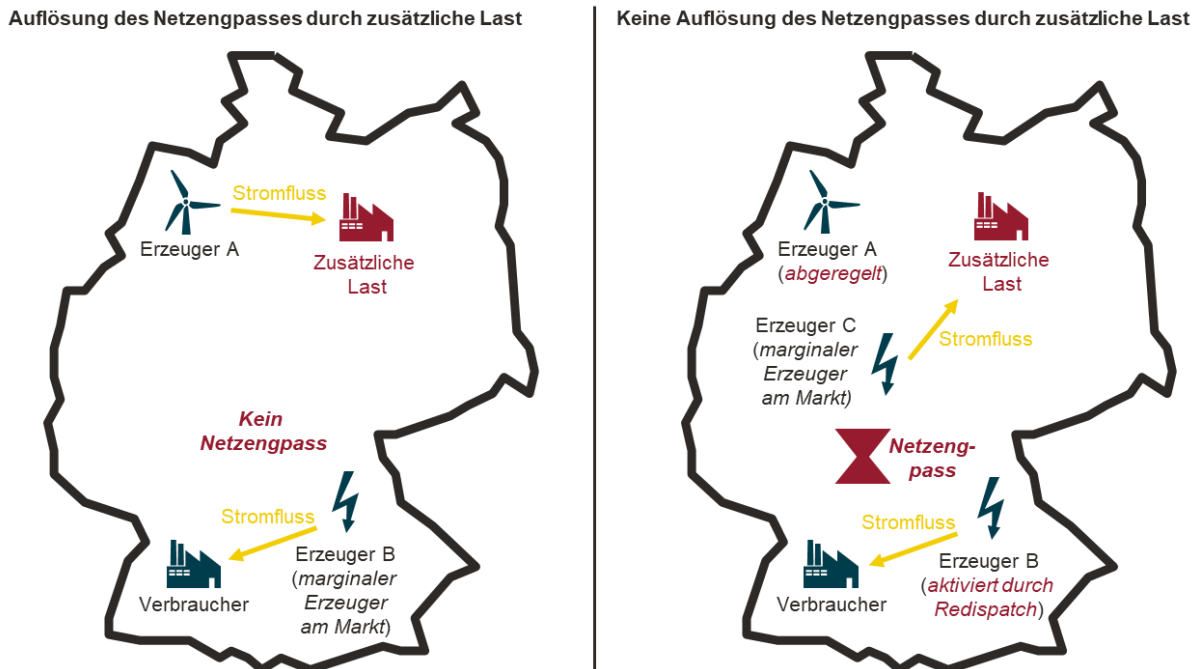 Auflösung des Netzengpasses durch zusätzliche Last
Stromfluss
Erzeuger A
Zusätzliche
Last
Kein
Netzengpass
Stromfluss
Verbraucher
Erzeuger B
(marginaler
Erzeuger
am Markt)
Keine Auflösung des Netzengpasses durch zusätzliche Last
Erzeuger A
(abgeregelt)
Zusätzliche
Last
Erzeuger C
(marginaler
Erzeuger
am Markt)
Stromfluss
Netzeng-
pass
Stromfluss
Verbraucher
Erzeuger B
(aktiviert durch
Redispatch)